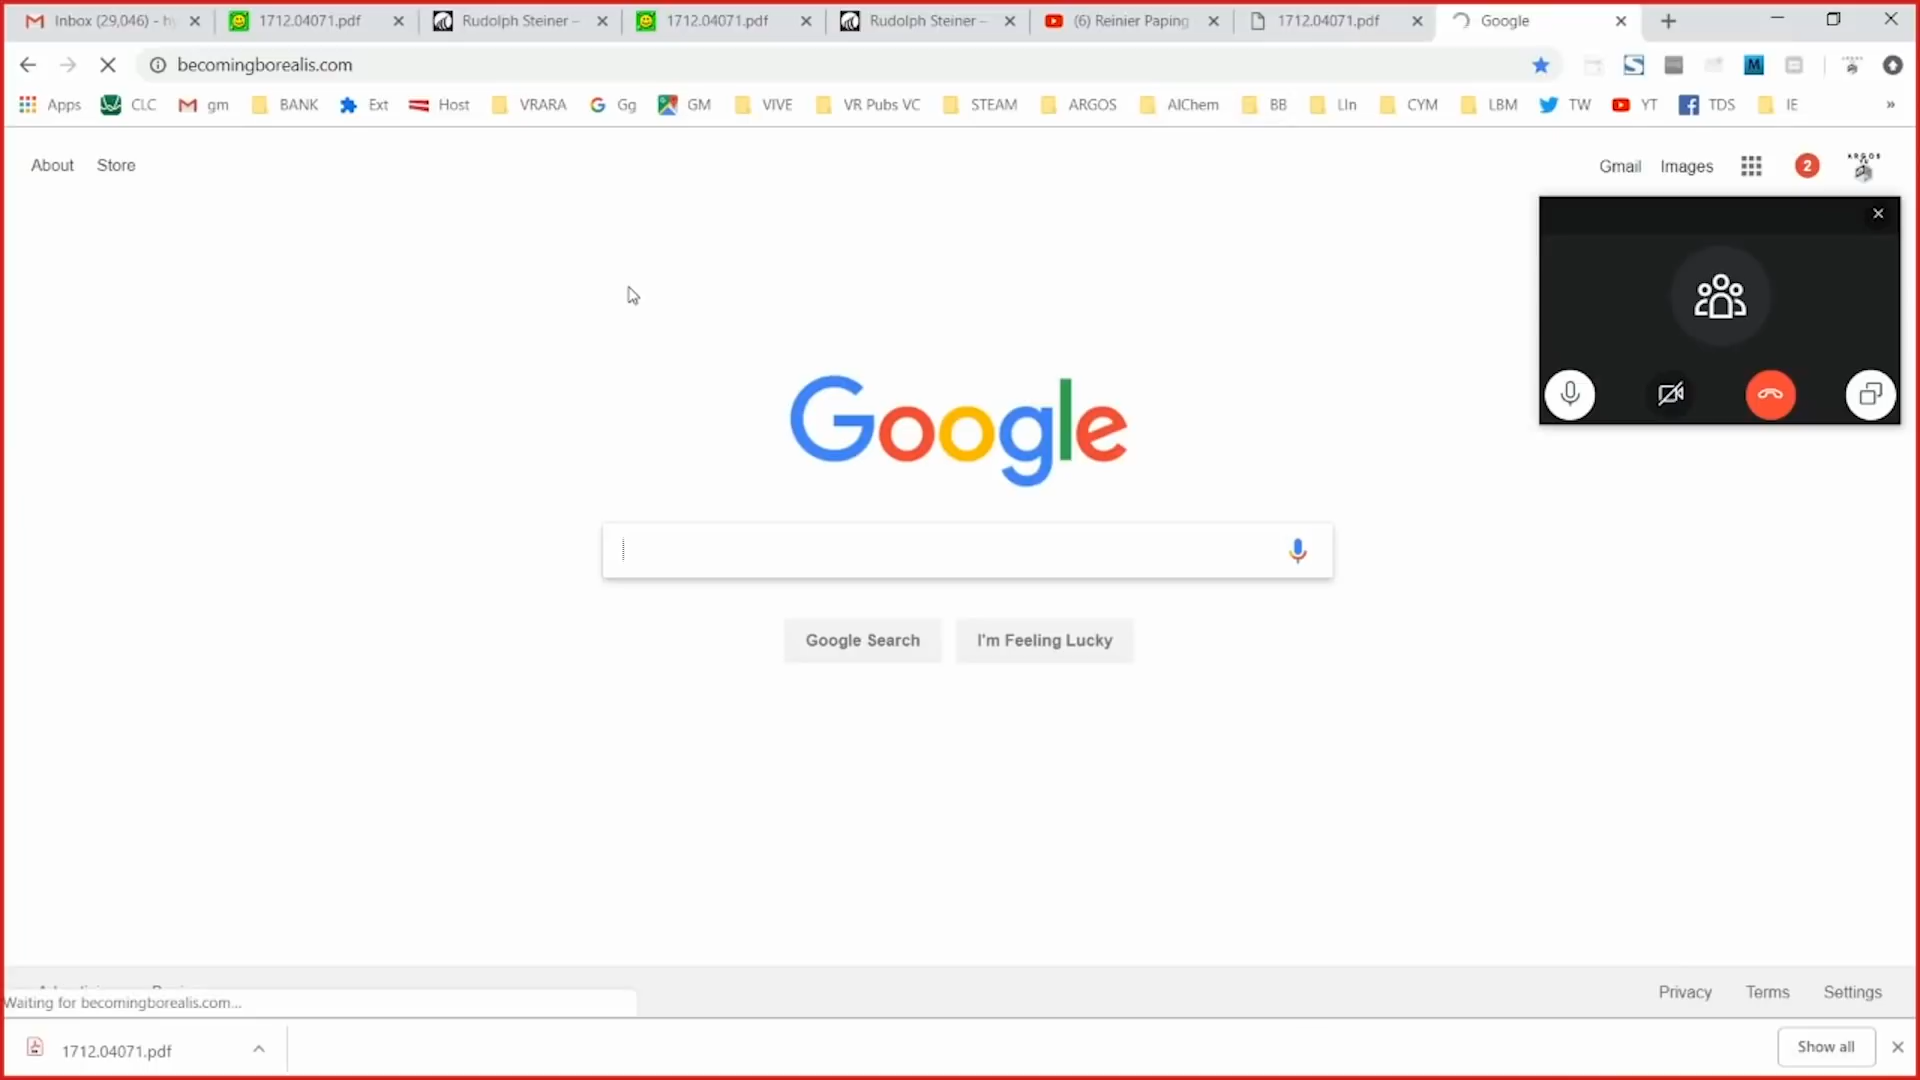 Inbox (29,046) - hy
1712.04071.pdf
Rudolph Steiner –
1712.04071.pdf
Rudolph Steiner –
(6) Reinier Paping
1712.04071.pdf
Google
becomingborealis.com
Apps CLC gm BANK Ext Host VRARA Gg GM VIVE VR Pubs VC STEAM ARGOS AIChem BB LIn CYM LBM TW YT TDS IE »
About Store
Gmail Images 2 ARGOS
Google
Google Search I'm Feeling Lucky
Privacy Terms Settings
Waiting for becomingborealis.com...
1712.04071.pdf
Show all